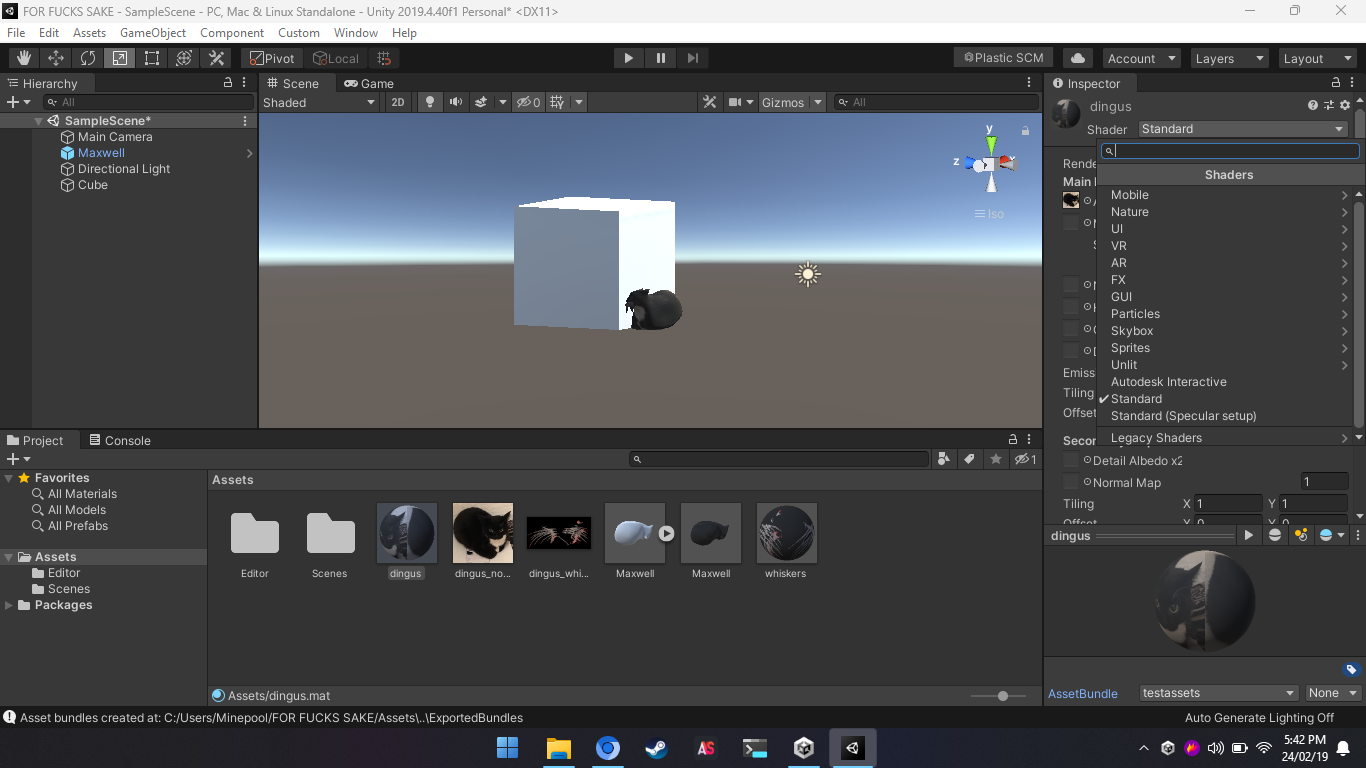 FOR FUCKS SAKE - SampleScene - PC, Mac & Linux Standalone - Unity 2019.4.40f1 Personal* <DX11>
File Edit Assets GameObject Component Custom Window Help
Pivot Local Plastic SCM Account Layers Layout
Hierarchy
All
SampleScene*
Main Camera
Maxwell
Directional Light
Cube
Scene Game
Shaded 2D 0 Gizmos All
y
z
Iso
Inspector
dingus
Shader Standard
Shaders
Mobile
Nature
UI
VR
AR
FX
GUI
Particles
Skybox
Sprites
Unlit
Autodesk Interactive
Standard
Standard (Specular setup)
Legacy Shaders
Rende
Main
Emiss
Tiling
Offset
Secon
Detail Albedo x2
Normal Map 1
Tiling X 1 Y 1
Offset X 0 Y 0
dingus
AssetBundle testassets None
Project Console
1
Favorites
All Materials
All Models
All Prefabs
Assets
Editor
Scenes
Packages
Assets
Editor Scenes dingus dingus_no... dingus_whi... Maxwell Maxwell whiskers
Assets/dingus.mat
Asset bundles created at: C:/Users/Minepool/FOR FUCKS SAKE/Assets\..\ExportedBundles
Auto Generate Lighting Off
AS
5:42 PM
24/02/19